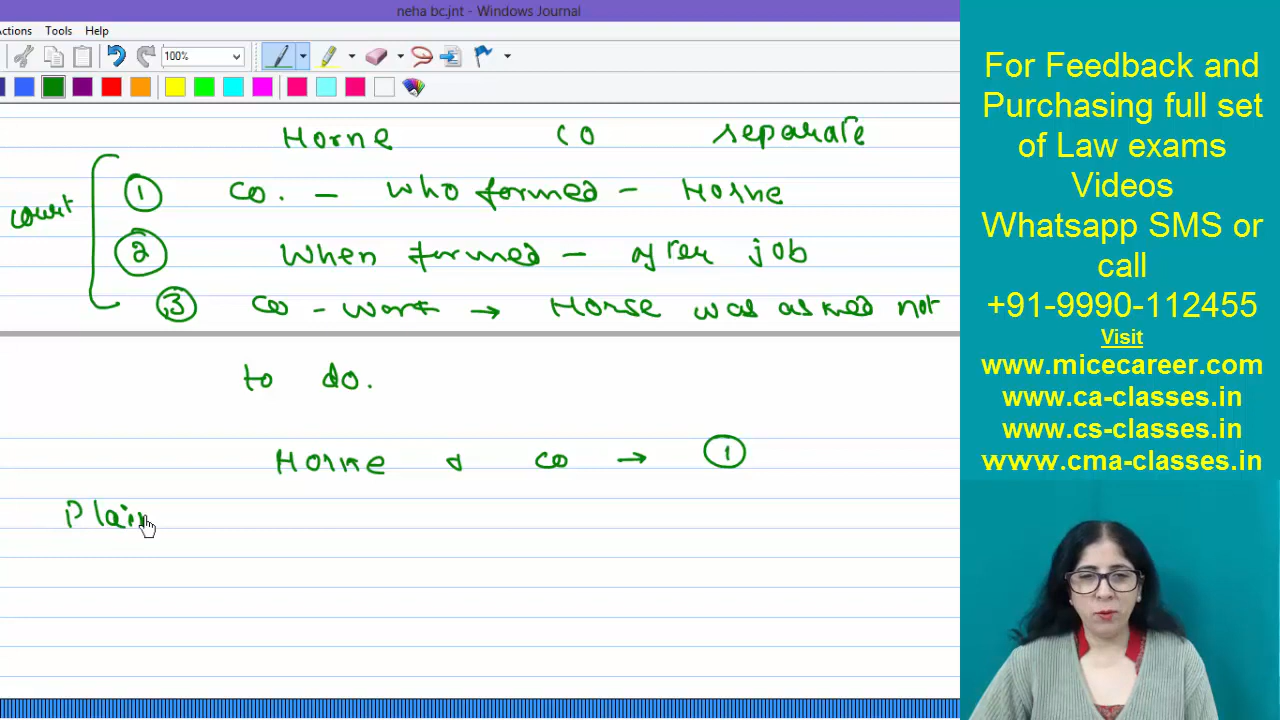 neha bc.jnt - Windows Journal
Actions Tools Help
100%
Horne co separate
court
① co. - who formed - Horne
② When formed - after job
③ co - work → Horse was asked not
to do.
Horne & co → ①
Plain
For Feedback and
Purchasing full set
of Law exams
Videos
Whatsapp SMS or
call
+91-9990-112455
Visit
www.micecareer.com
www.ca-classes.in
www.cs-classes.in
www.cma-classes.in